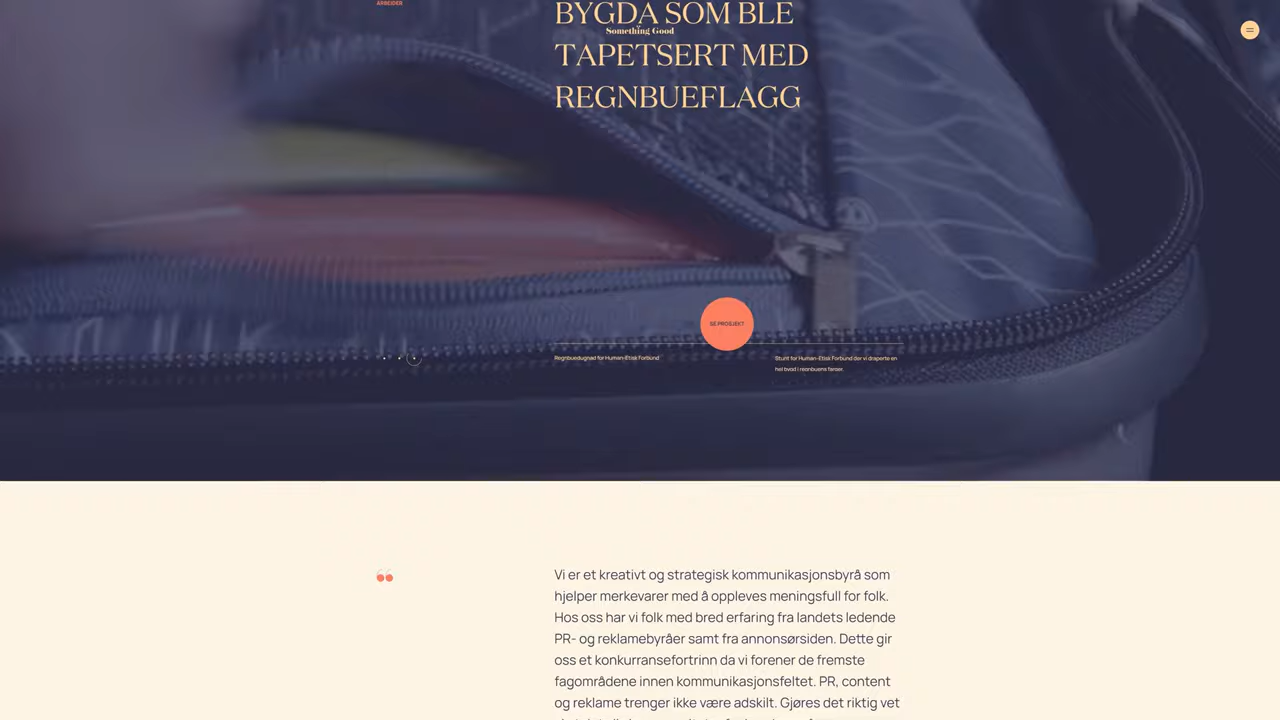 ARBEIDER
BYGDA SOM BLE
Something Good
TAPETSERT MED
REGNBUEFLAGG
SE PROSJEKT
Regnbuedugnad for Human-Etisk Forbund
Stunt for Human-Etisk Forbund der vi draperte en
hel bygd i regnbuens farger.
Vi er et kreativt og strategisk kommunikasjonsbyrå som
hjelper merkevarer med å oppleves meningsfull for folk.
Hos oss har vi folk med bred erfaring fra landets ledende
PR- og reklamebyråer samt fra annonsørsiden. Dette gir
oss et konkurransefortrinn da vi forener de fremste
fagområdene innen kommunikasjonsfeltet. PR, content
og reklame trenger ikke være adskilt. Gjøres det riktig vet